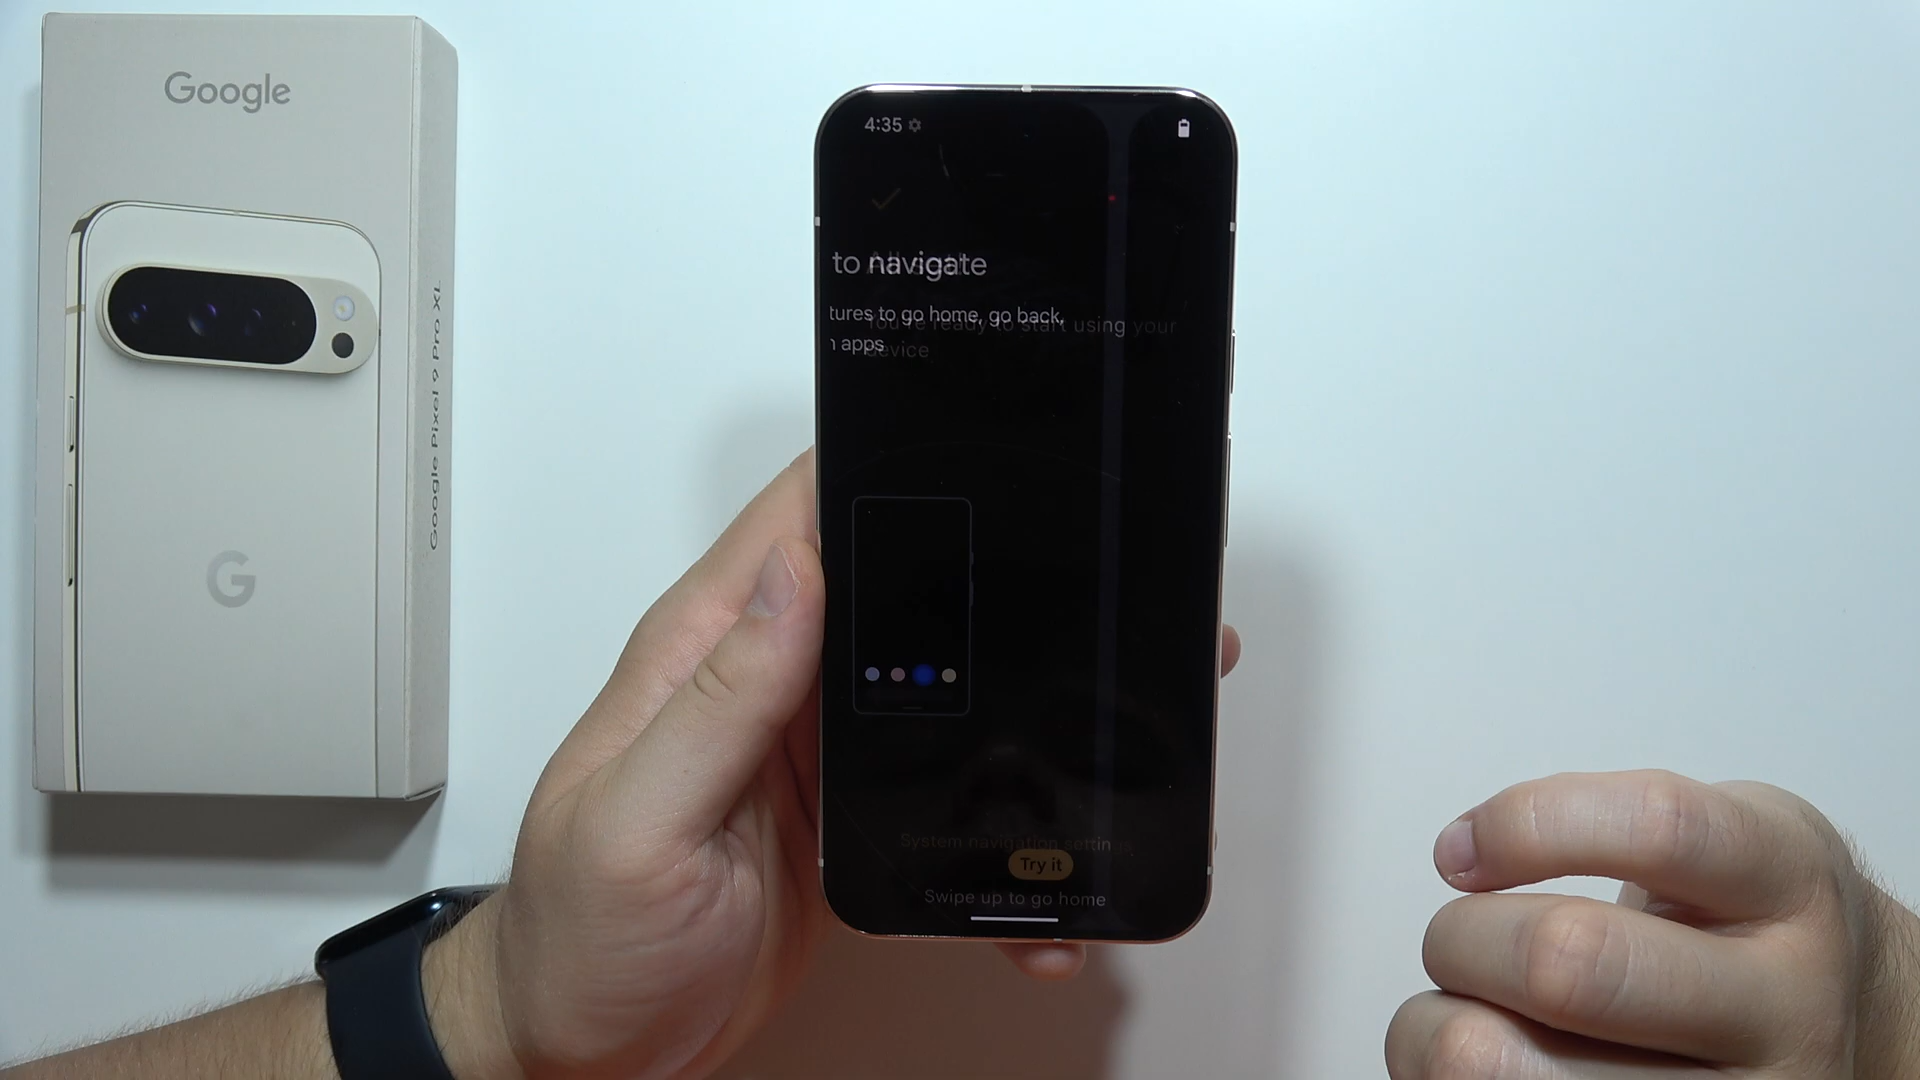 Google
Google Pixel 9 Pro XL
G
4:35
to navigate
tures to go home, go back,
You're ready to start using your
n apps
device
System navigation settings
Try it
Swipe up to go home